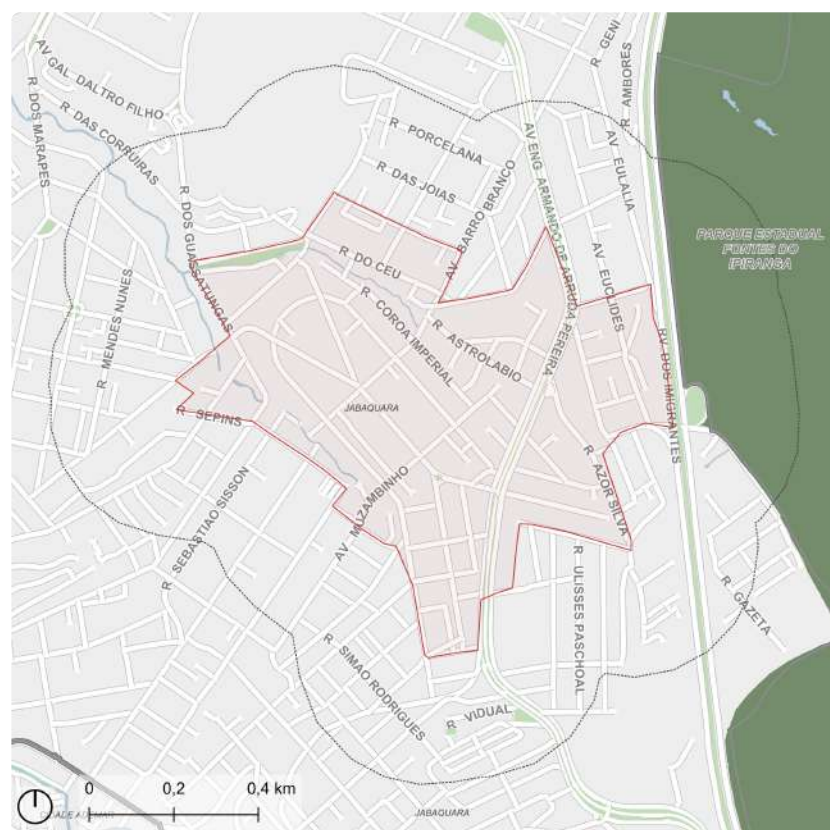 R GENI
R AMBORES
AV GAL DALTRO FILHO
R DOS MARAPES
R DAS CORRUIRAS
R PORCELANA
R DAS JOIAS
AV BARRO BRANCO
AV ENG ARMANDO DE ARRUDA PEREIRA
AV EULALIA
R DOS GUASSATUNGAS
PARQUE ESTADUAL
FONTES DO
IPIRANGA
R DO CEU
AV EUCLIDES
R MENDES NUNES
R COROA IMPERIAL
R ASTROLABIO
RV DOS IMIGRANTES
R SEPINS
JABAQUARA
R AZOR SILVA
R SEBASTIAO SISSON
AV MUZAMBINHO
R ULISSES PASCHOAL
R GAZETA
R SIMAO RODRIGUES
R VIDUAL
0 0,2 0,4 km
CIDADE ADEMAR
JABAQUARA